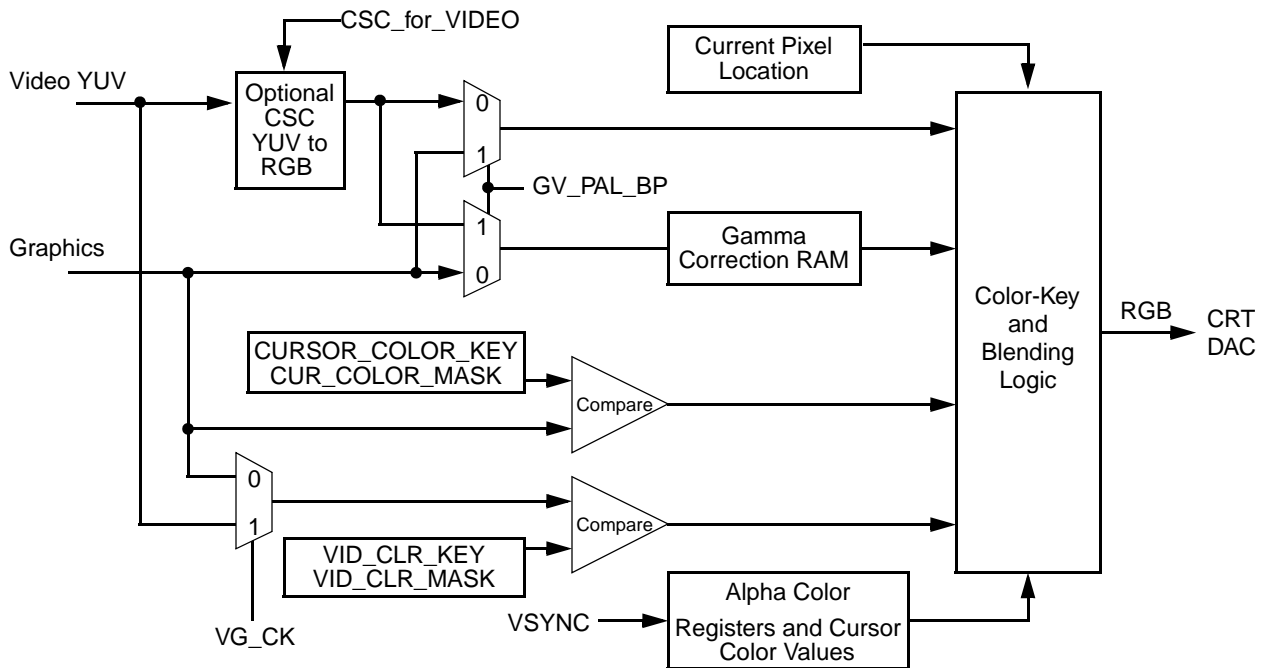 CSC_for_VIDEO
Video YUV
Optional
CSC
YUV to
RGB
0
1
GV_PAL_BP
1
0
Graphics
Current Pixel
Location
Gamma
Correction RAM
Color-Key
and
Blending
Logic
RGB
CRT
DAC
CURSOR_COLOR_KEY
CUR_COLOR_MASK
Compare
0
1
VG_CK
VID_CLR_KEY
VID_CLR_MASK
Compare
VSYNC
Alpha Color
Registers and Cursor
Color Values